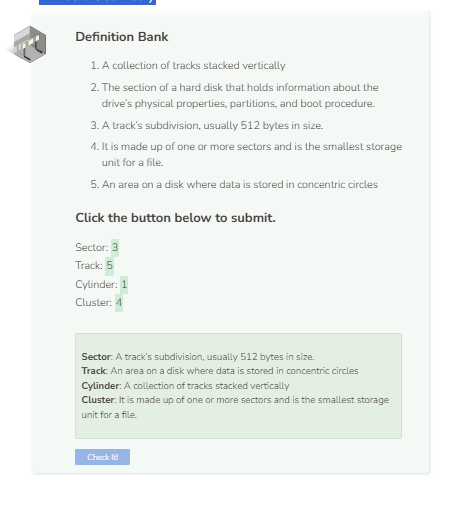 Definition Bank
1. A collection of tracks stacked vertically
2. The section of a hard disk that holds information about the
drive's physical properties, partitions, and boot procedure.
3. A track's subdivision, usually 512 bytes in size.
4. It is made up of one or more sectors and is the smallest storage
unit for a file.
5. An area on a disk where data is stored in concentric circles
Click the button below to submit.
Sector: 3
Track: 5
Cylinder: 1
Cluster: 4
Sector: A track's subdivision, usually 512 bytes in size.
Track: An area on a disk where data is stored in concentric circles
Cylinder: A collection of tracks stacked vertically
Cluster: It is made up of one or more sectors and is the smallest storage
unit for a file.
Check It!